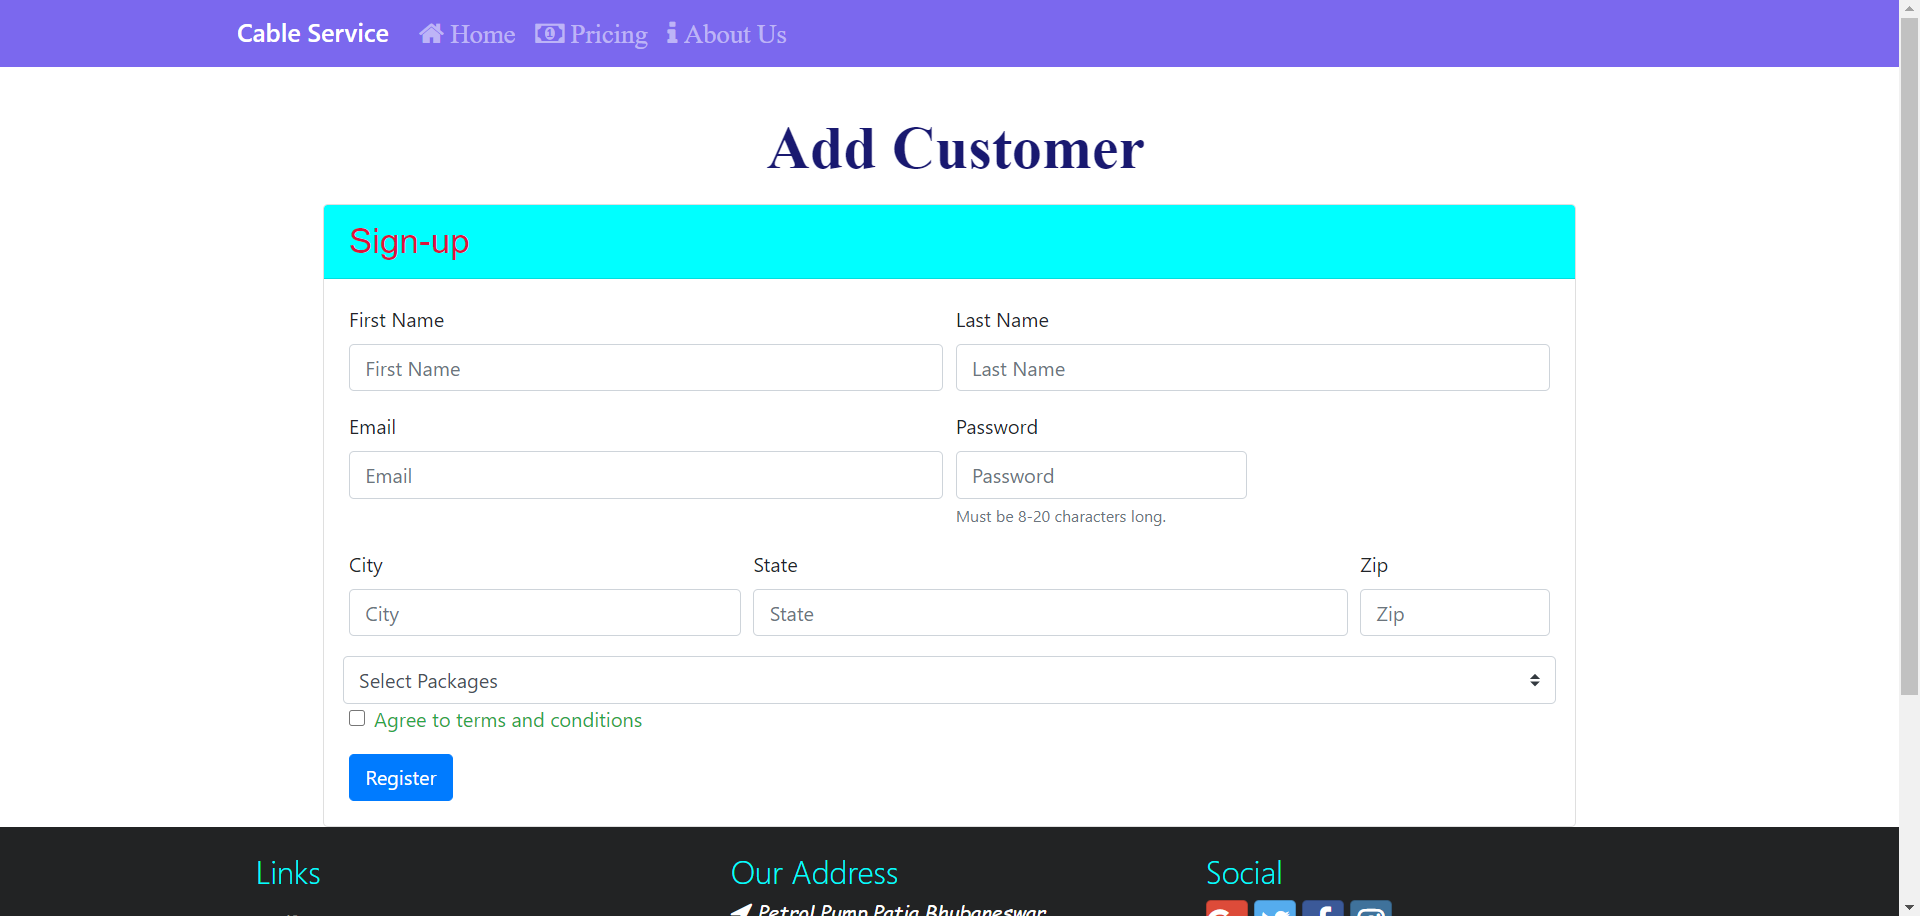 Cable Service Home Pricing About Us
Add Customer
Sign-up
First Name Last Name
First Name Last Name
Email Password
Email Password
Must be 8-20 characters long.
City State Zip
City State Zip
Select Packages
Agree to terms and conditions
Register
Links Our Address Social
Petrol Pump Patia Bhubaneswar